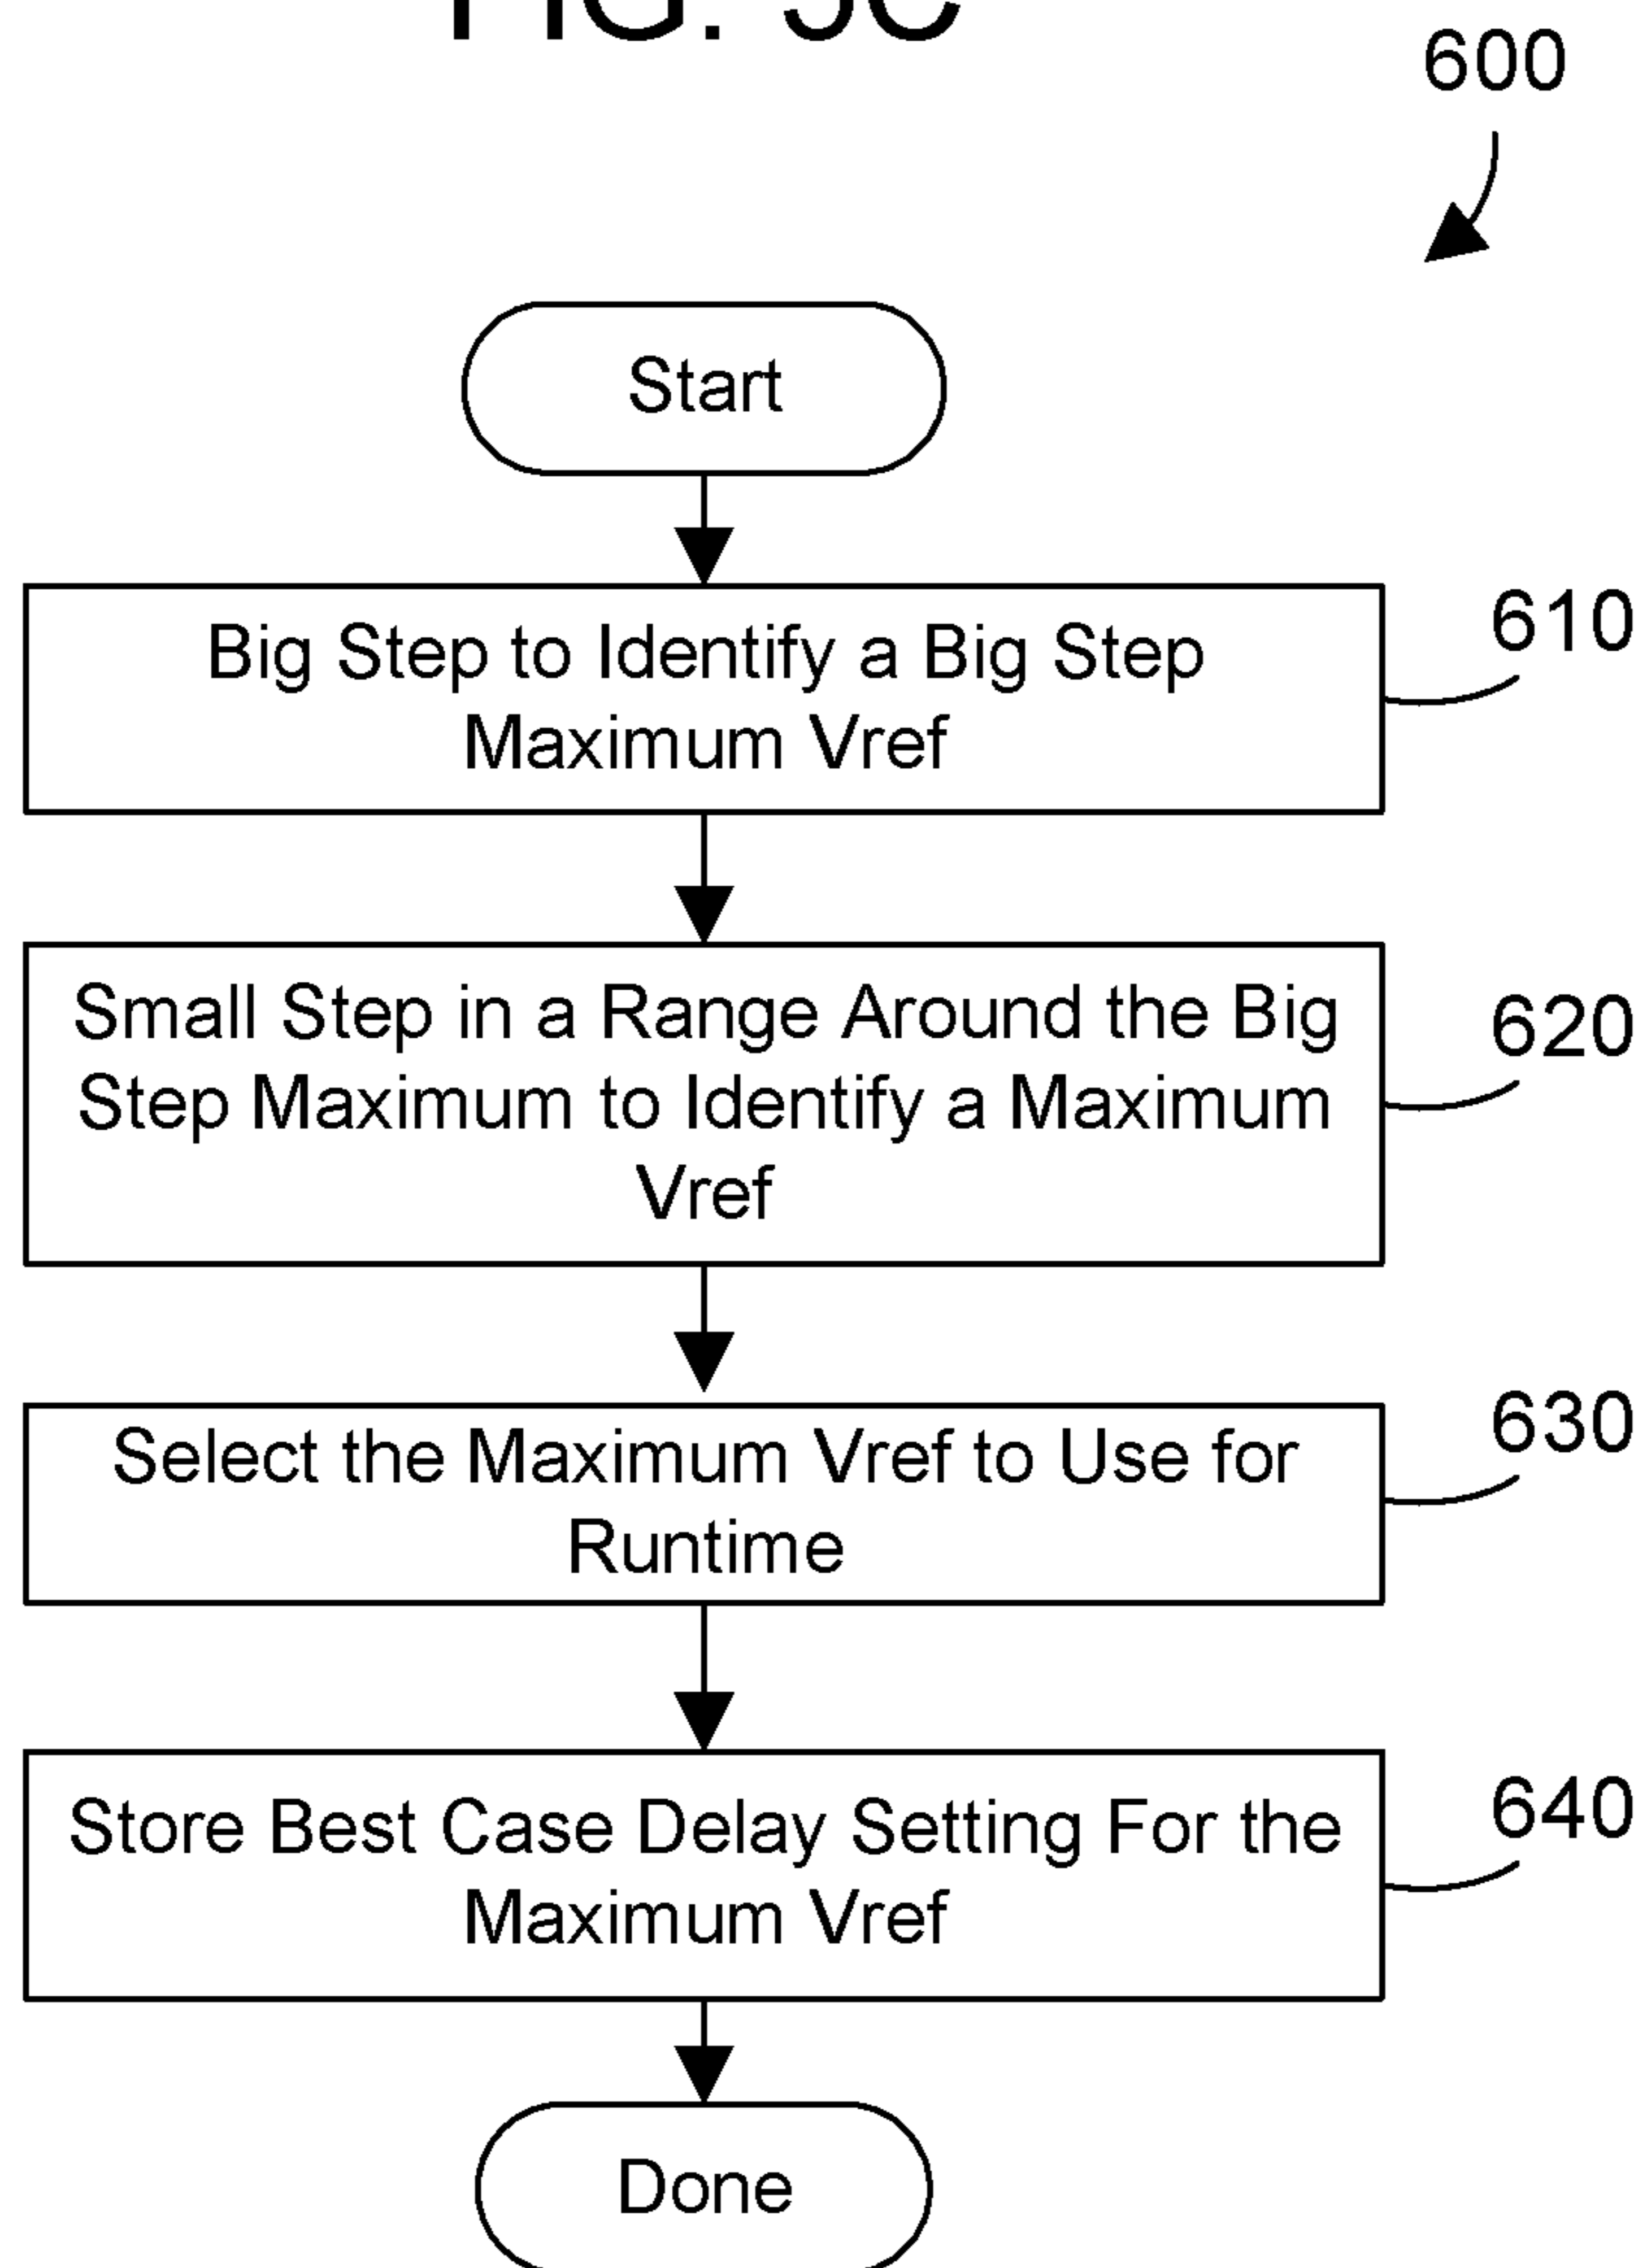 FIG. 5C
600
Start
Big Step to Identify a Big Step
Maximum Vref
610
Small Step in a Range Around the Big
Step Maximum to Identify a Maximum
Vref
620
Select the Maximum Vref to Use for
Runtime
630
Store Best Case Delay Setting For the
Maximum Vref
640
Done